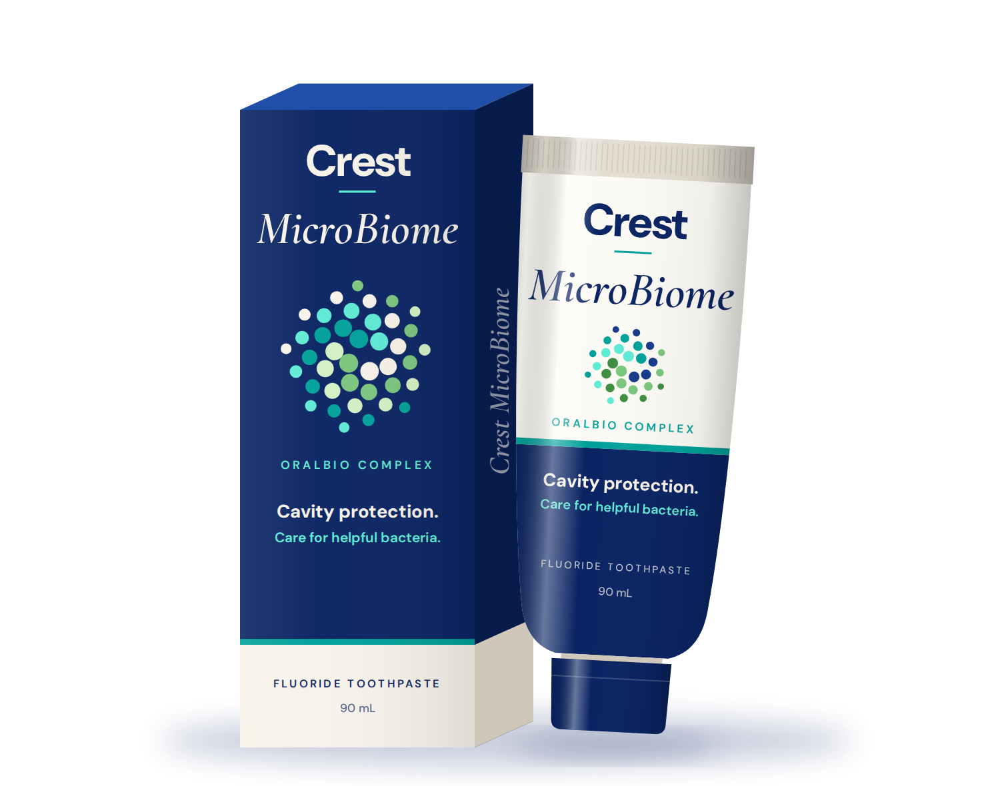 Crest
MicroBiome
ORALBIO COMPLEX
Cavity protection.
Care for helpful bacteria.
FLUORIDE TOOTHPASTE
90 mL
Crest MicroBiome
Crest
MicroBiome
ORALBIO COMPLEX
Cavity protection.
Care for helpful bacteria.
FLUORIDE TOOTHPASTE
90 mL